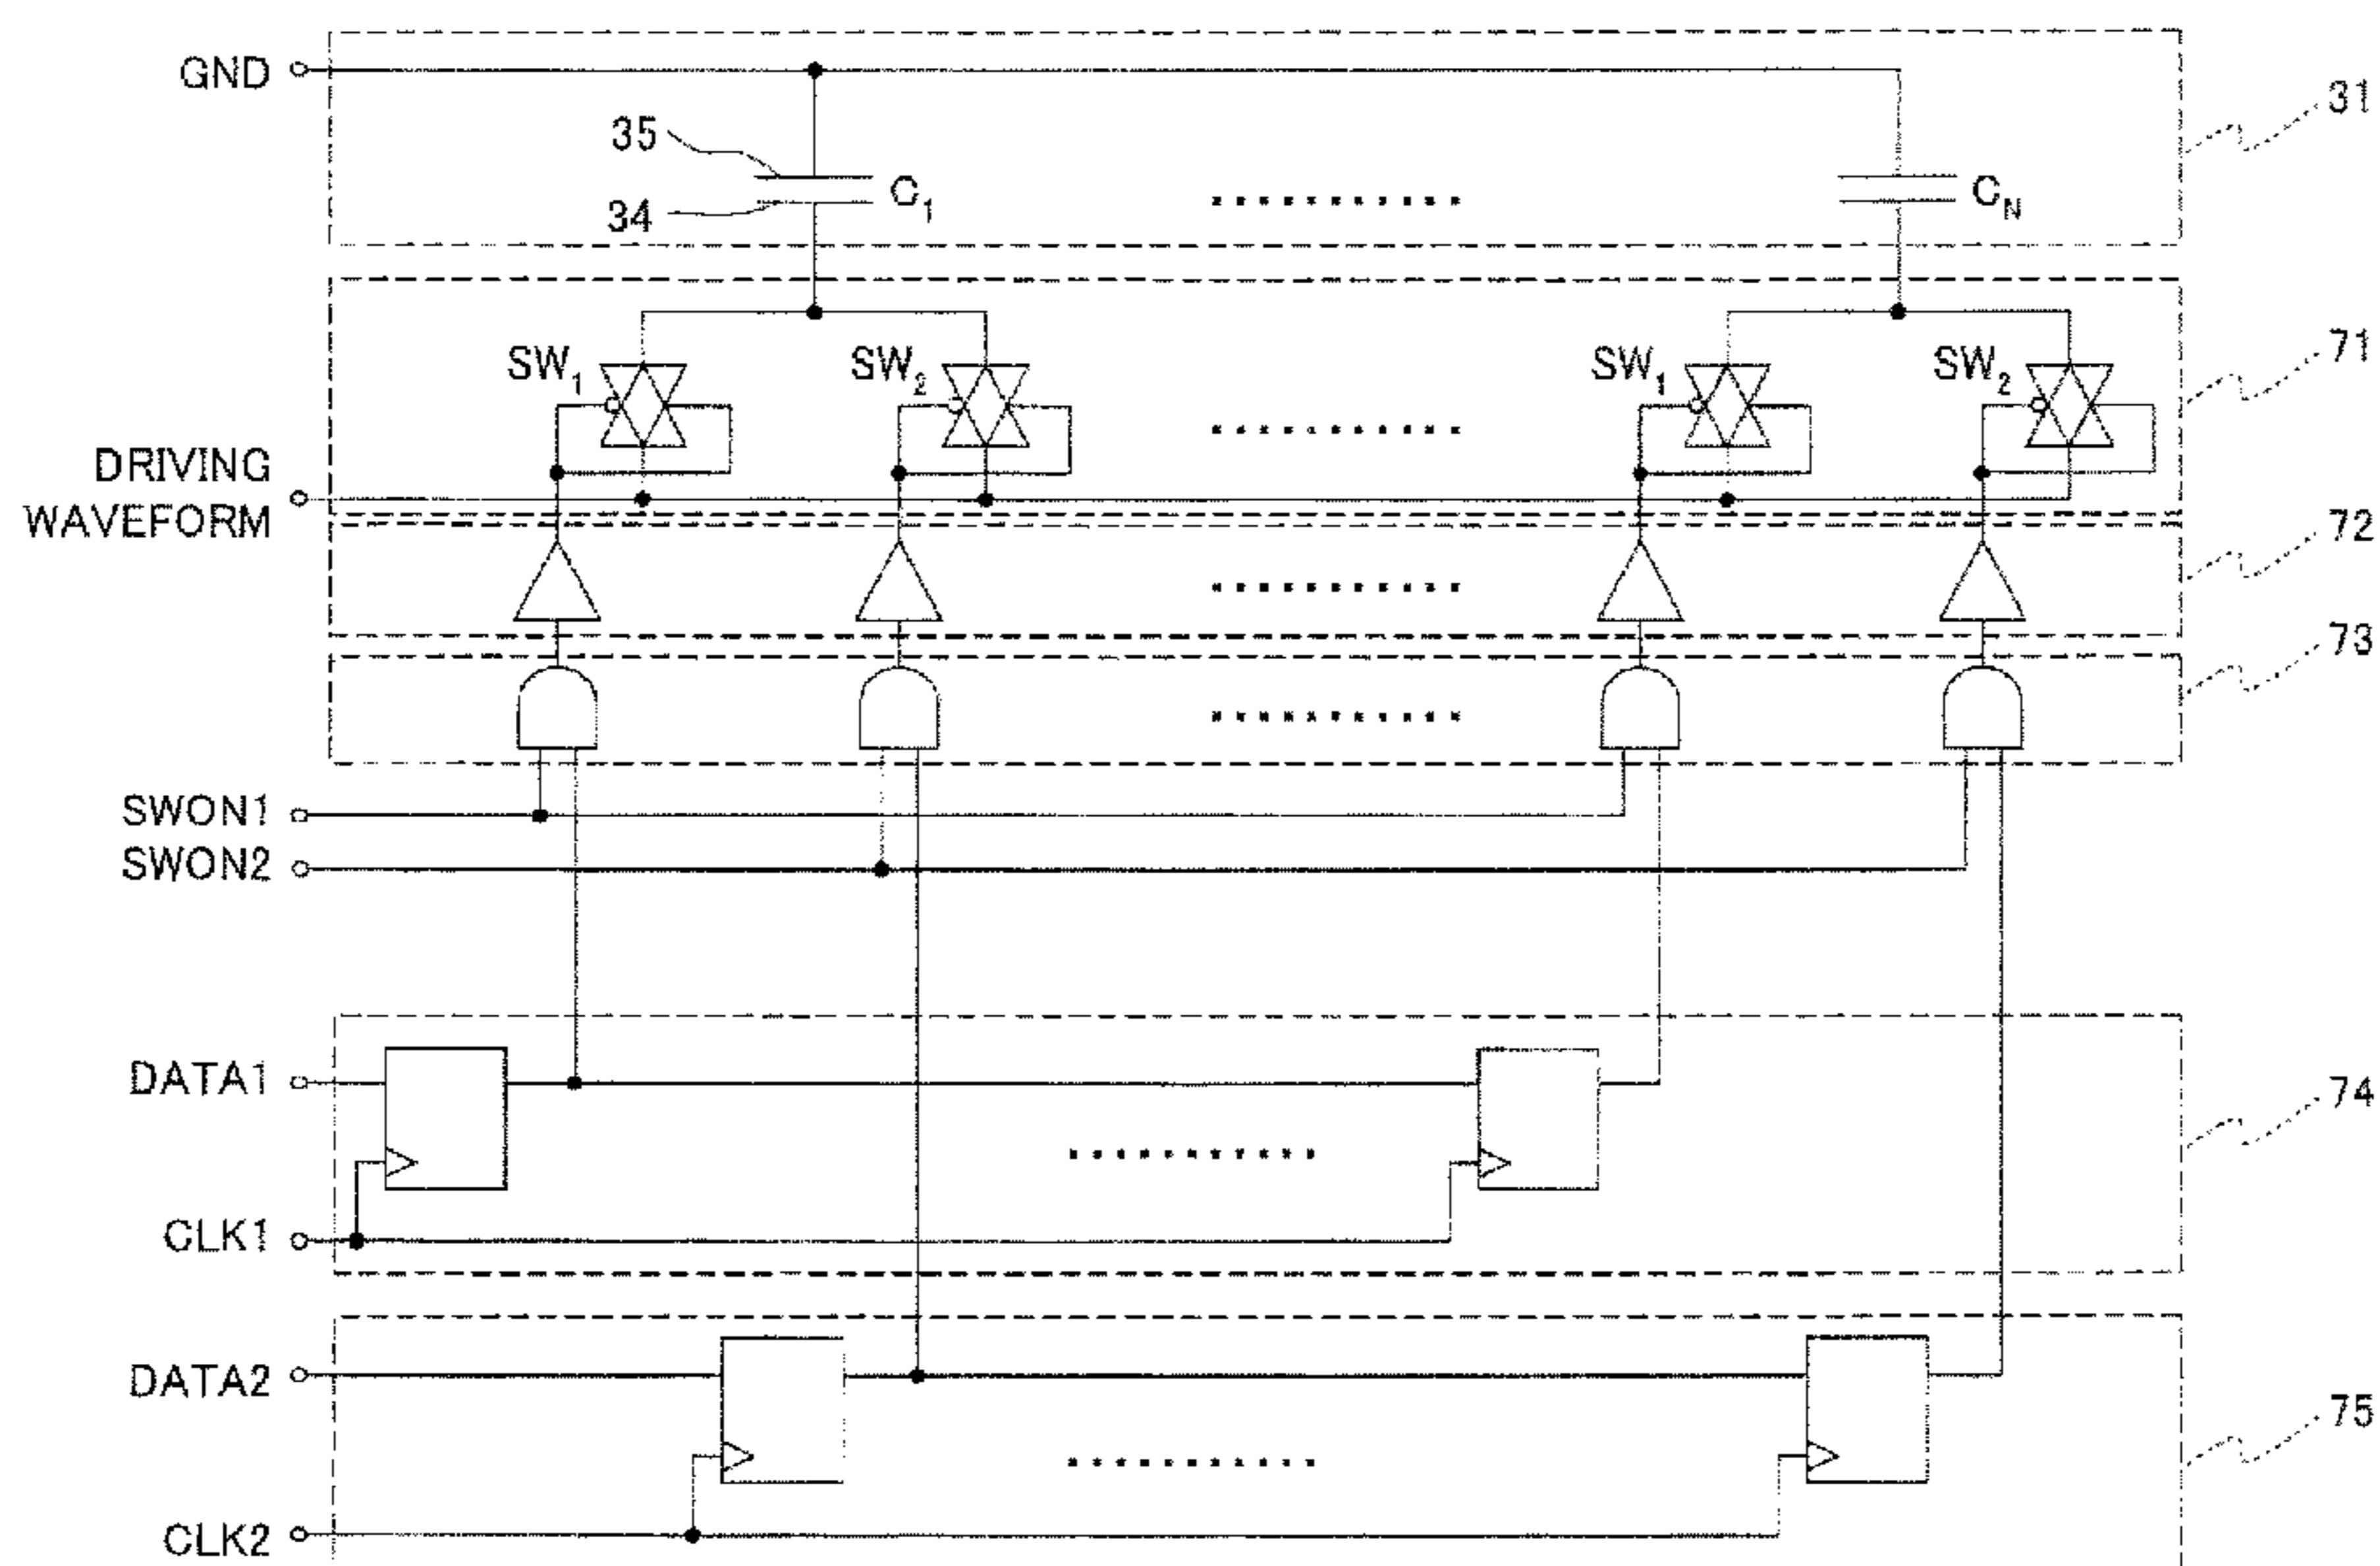 GND
31
35
C1
34
CN
SW1
SW2
SW1
SW2
71
DRIVING
WAVEFORM
72
73
SWON1
SWON2
DATA1
74
CLK1
DATA2
75
CLK2